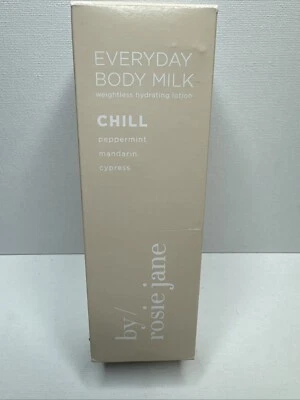 EVERYDAY
BODY MILK
weightless hydrating lotion
CHILL
peppermint
mandarin
cypress
by/
rosie jane